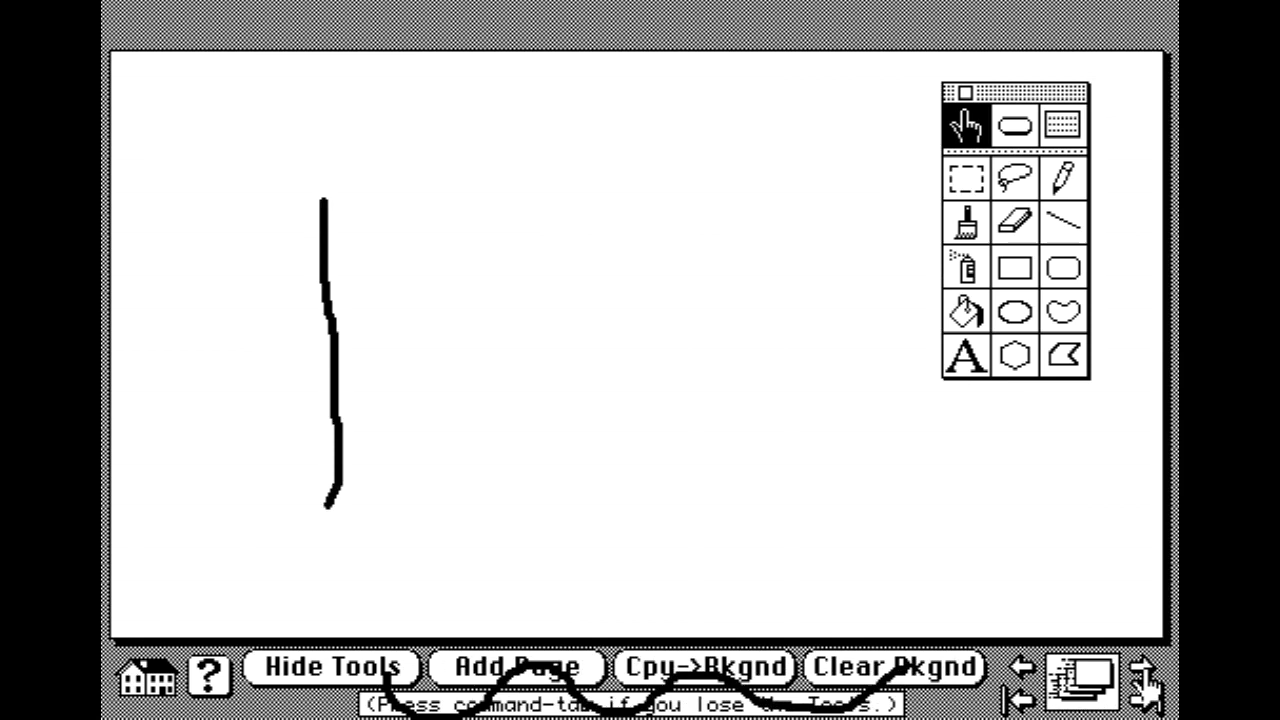 A
? Hide Tools Add Page Cpy->Bkgnd Clear Bkgnd
(Press command-tab if you lose the Tools.)